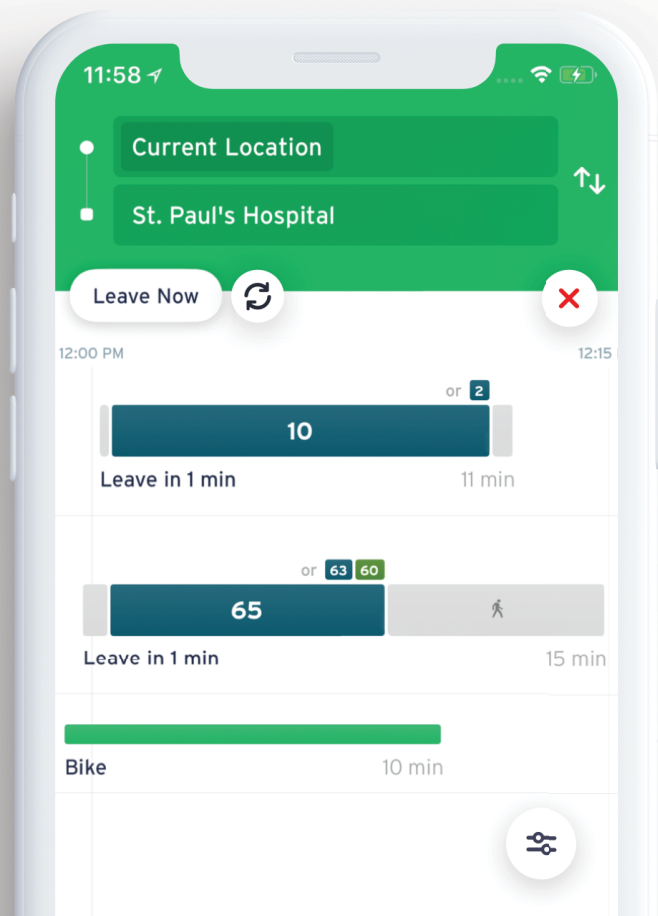 11:58
Current Location
St. Paul's Hospital
Leave Now
12:00 PM 12:15
or 2
10
Leave in 1 min 11 min
or 63 60
65
Leave in 1 min 15 min
Bike 10 min